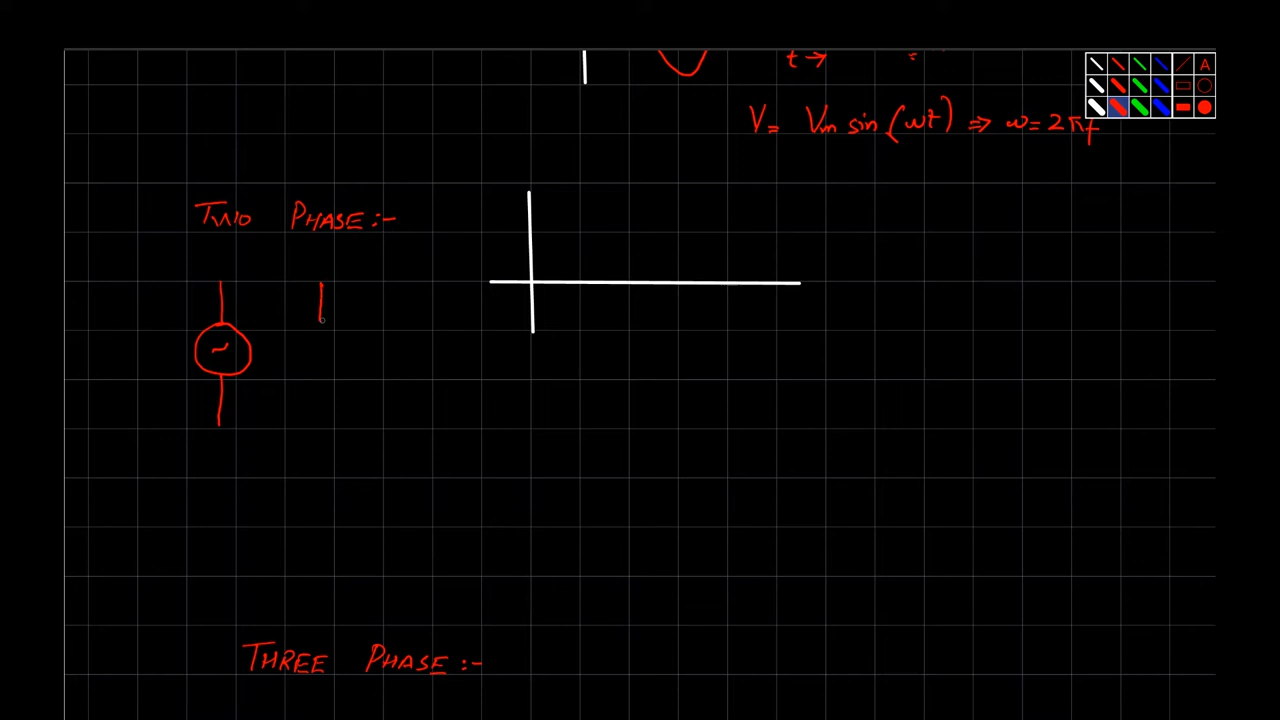 t →
V = Vm sin (ωt) ⇒ ω = 2πf
A
TWO PHASE :-
~
THREE PHASE :-